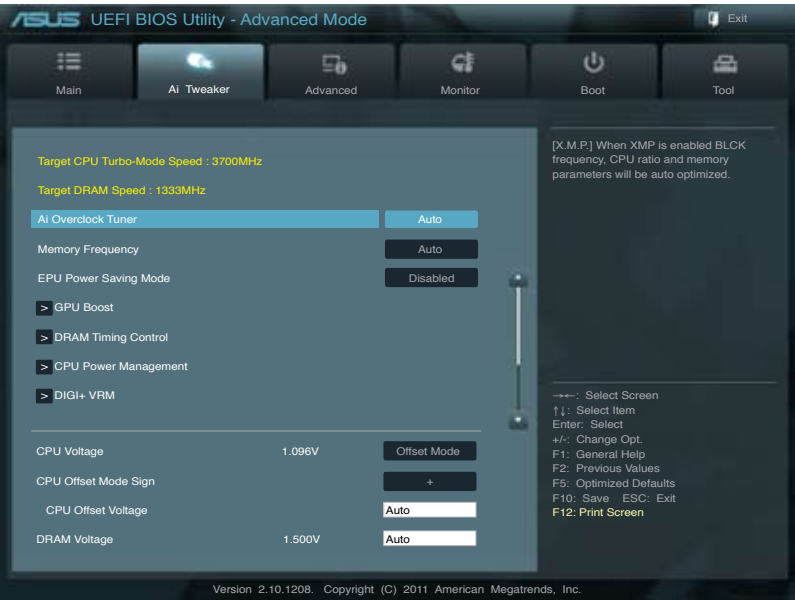 ASUS UEFI BIOS Utility - Advanced Mode
Exit
Main
Ai Tweaker
Advanced
Monitor
Boot
Tool
Target CPU Turbo-Mode Speed : 3700MHz
Target DRAM Speed : 1333MHz
Ai Overclock Tuner Auto
Memory Frequency Auto
EPU Power Saving Mode Disabled
> GPU Boost
> DRAM Timing Control
> CPU Power Management
> DIGI+ VRM
CPU Voltage 1.096V Offset Mode
CPU Offset Mode Sign +
CPU Offset Voltage Auto
DRAM Voltage 1.500V Auto
[X.M.P.] When XMP is enabled BLCK
frequency, CPU ratio and memory
parameters will be auto optimized.
→←: Select Screen
↑↓: Select Item
Enter: Select
+/-: Change Opt.
F1: General Help
F2: Previous Values
F5: Optimized Defaults
F10: Save ESC: Exit
F12: Print Screen
Version 2.10.1208. Copyright (C) 2011 American Megatrends, Inc.